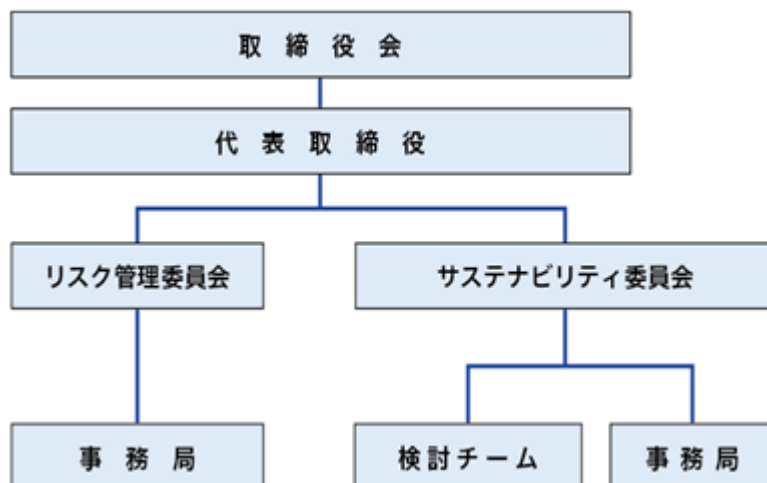 取締役会
代表取締役
リスク管理委員会
サステナビリティ委員会
事務局
検討チーム
事務局